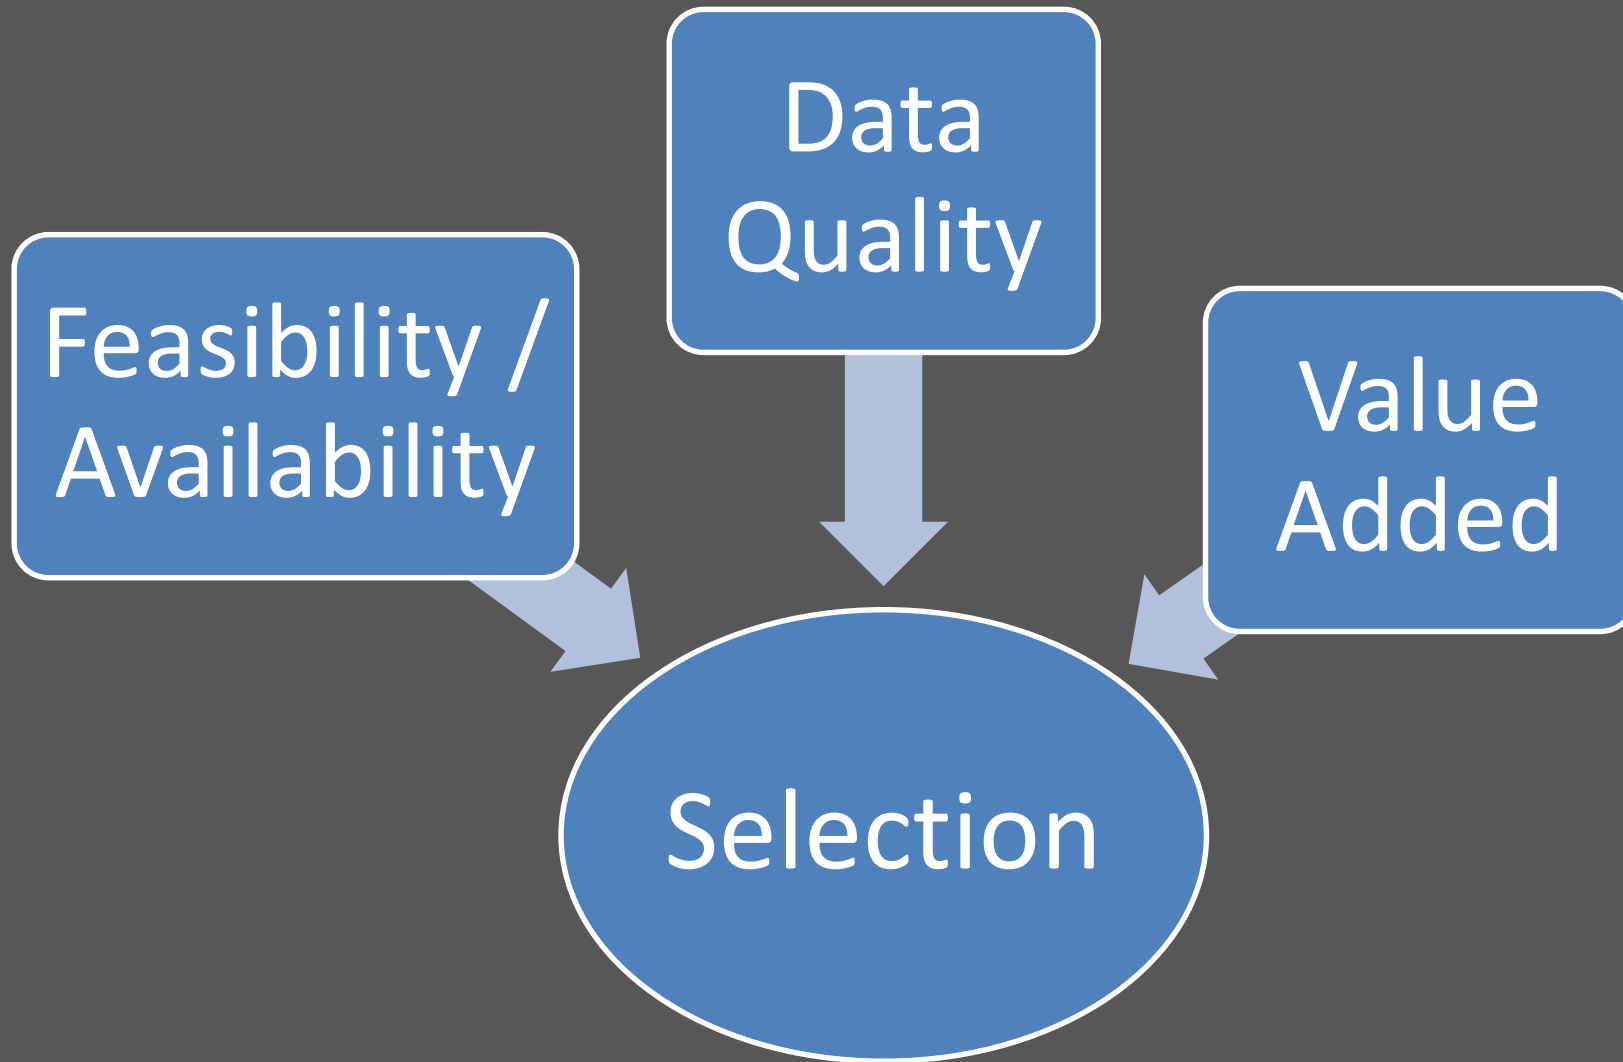 Data
Quality
Feasibility /
Availability
Value
Added
Selection